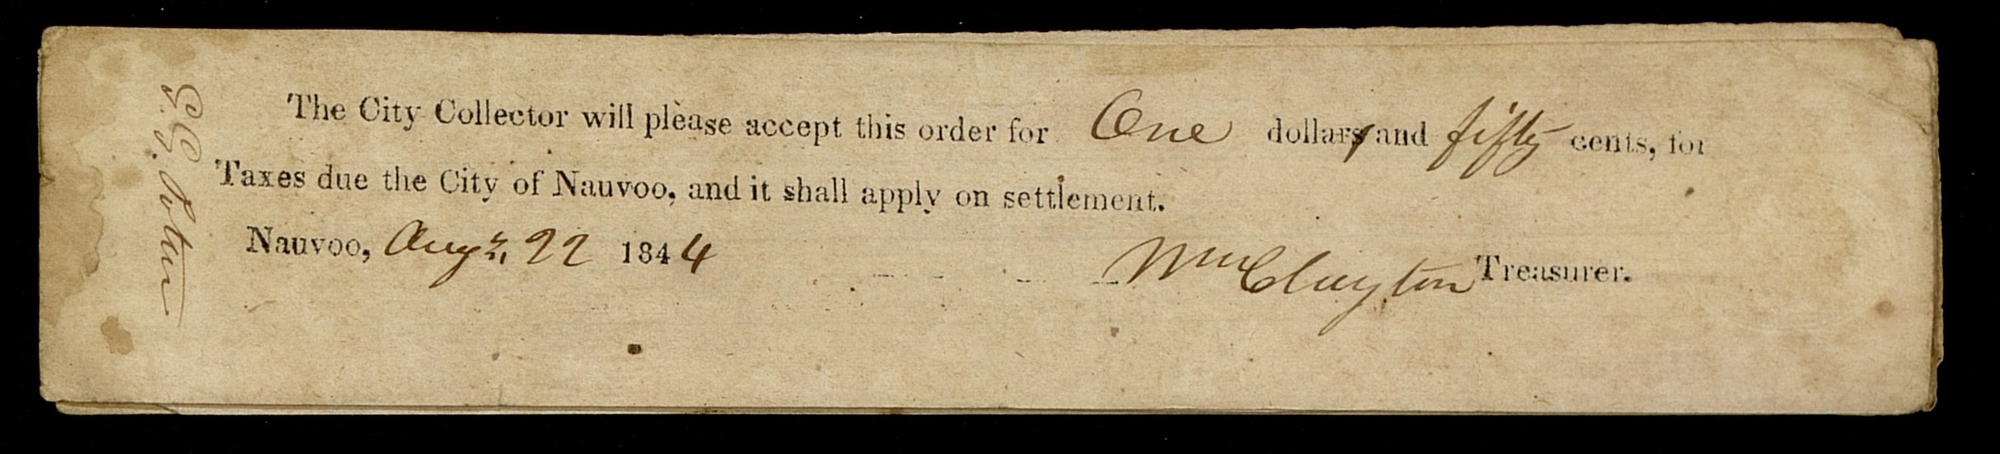 The City Collector will please accept this order for One dollars and fifty cents, for
Taxes due the City of Nauvoo, and it shall apply on settlement.
Nauvoo, Augt. 22 1844 Wm Clayton Treasurer.